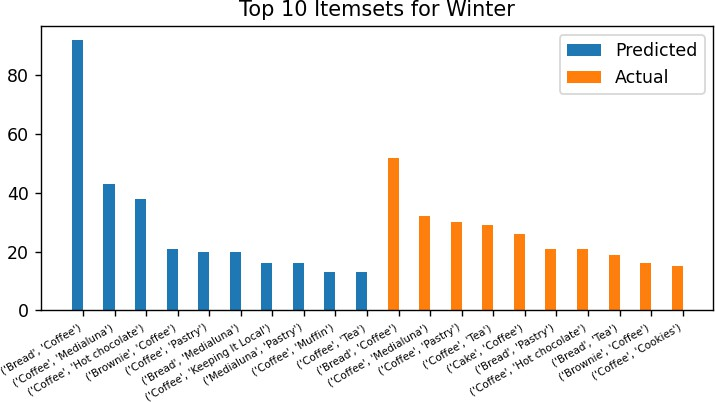 Top 10 Itemsets for Winter
Predicted
Actual
80
60
40
20
0
('Bread', 'Coffee')
('Coffee', 'Medialuna')
('Coffee', 'Hot chocolate')
('Brownie', 'Coffee')
('Coffee', 'Pastry')
('Bread', 'Medialuna')
('Coffee', 'Keeping It Local')
('Medialuna', 'Pastry')
('Coffee', 'Muffin')
('Coffee', 'Tea')
('Bread', 'Coffee')
('Coffee', 'Medialuna')
('Coffee', 'Pastry')
('Coffee', 'Tea')
('Cake', 'Coffee')
('Bread', 'Pastry')
('Coffee', 'Hot chocolate')
('Bread', 'Tea')
('Brownie', 'Coffee')
('Coffee', 'Cookies')